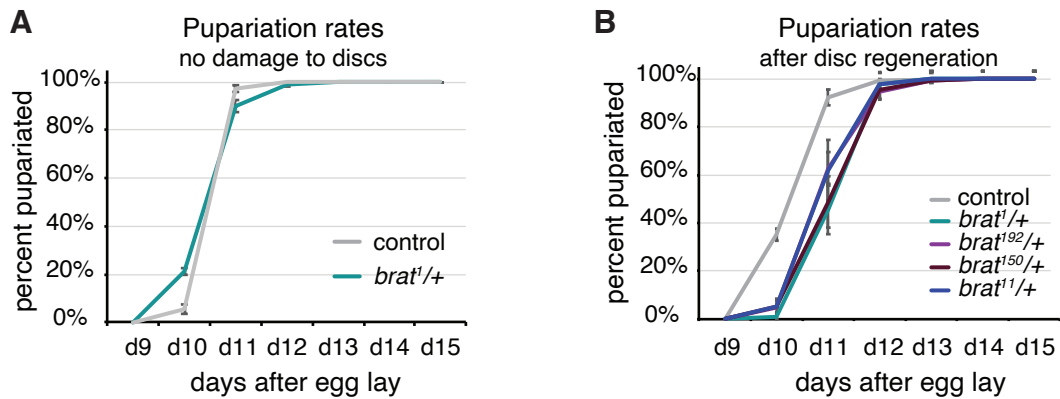 A
Pupariation rates
no damage to discs
percent pupariated
100%
80%
60%
40%
20%
0%
control
brat¹/+
d9 d10 d11 d12 d13 d14 d15
days after egg lay
B
Pupariation rates
after disc regeneration
percent pupariated
100%
80%
60%
40%
20%
0%
control
brat¹/+
brat¹⁹²/+
brat¹⁵⁰/+
brat¹¹/+
d9 d10 d11 d12 d13 d14 d15
days after egg lay